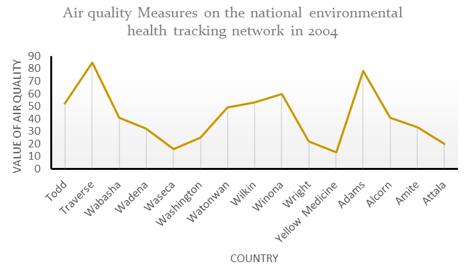 Air quality Measures on the national environmental
health tracking network in 2004
VALUE OF AIR QUALITY
90
80
70
60
50
40
30
20
10
0
Todd
Traverse
Wabasha
Wadena
Waseca
Washington
Watonwan
Wilkin
Winona
Wright
Yellow Medicine
Adams
Alcorn
Amite
Attala
COUNTRY